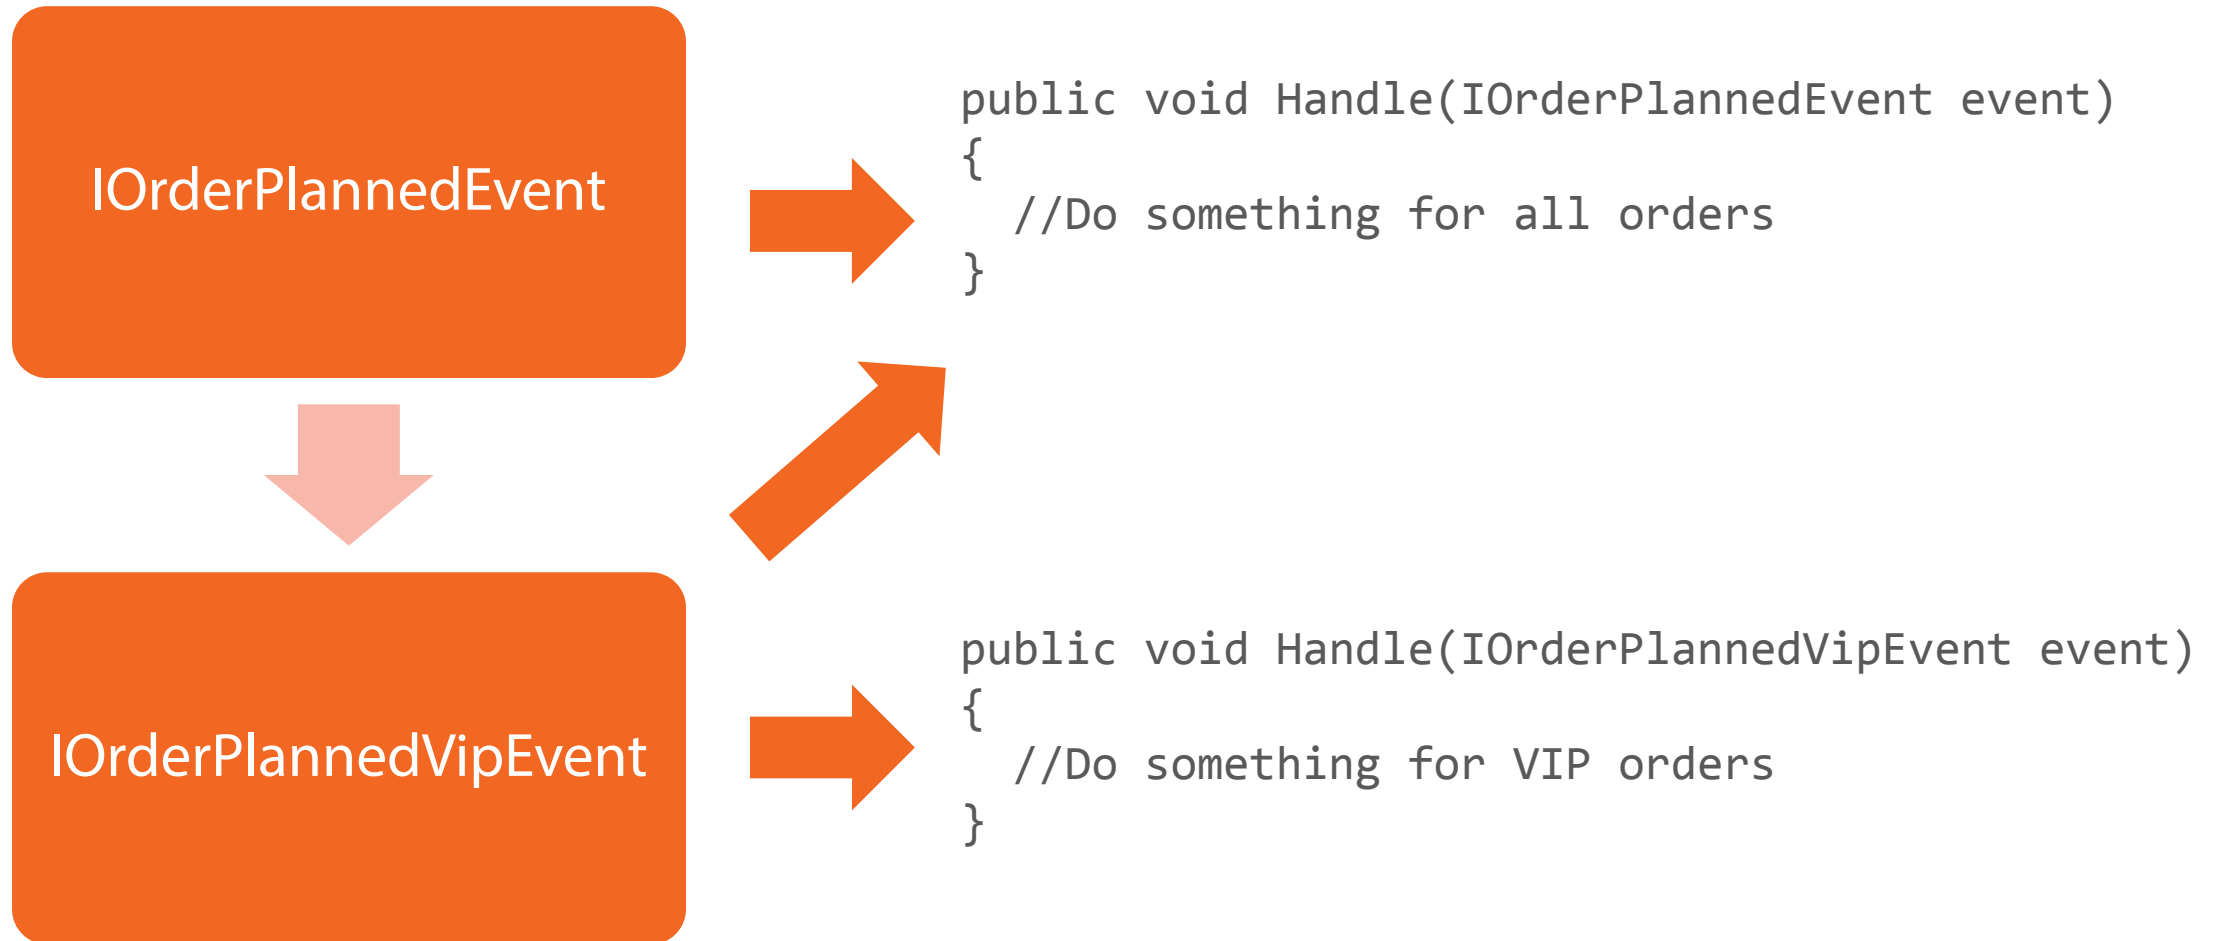 IOrderPlannedEvent
public void Handle(IOrderPlannedEvent event)
{
  //Do something for all orders
}
IOrderPlannedVipEvent
public void Handle(IOrderPlannedVipEvent event)
{
  //Do something for VIP orders
}